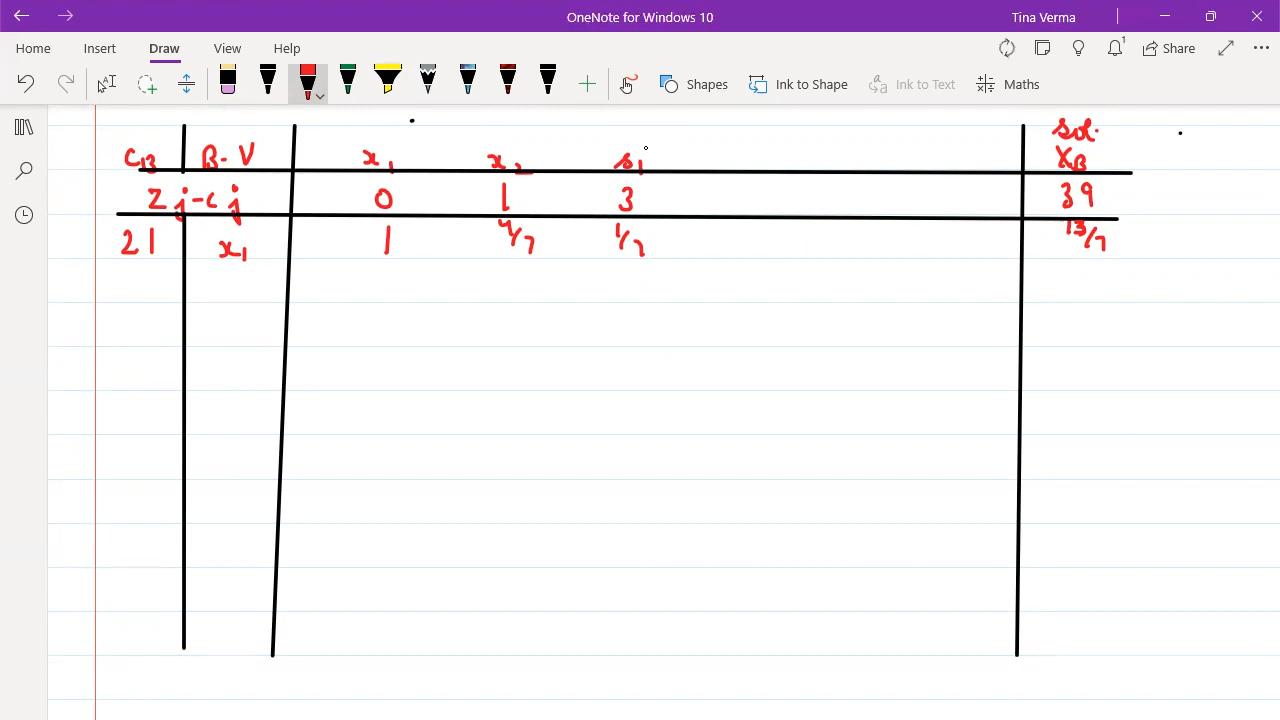 OneNote for Windows 10 Tina Verma
Home Insert Draw View Help Share
Shapes Ink to Shape Ink to Text Maths
Sol.
CB B.V x1 x2 s1 XB
Zj-cj 0 1 3 39
21 x1 1 4/7 1/7 13/7